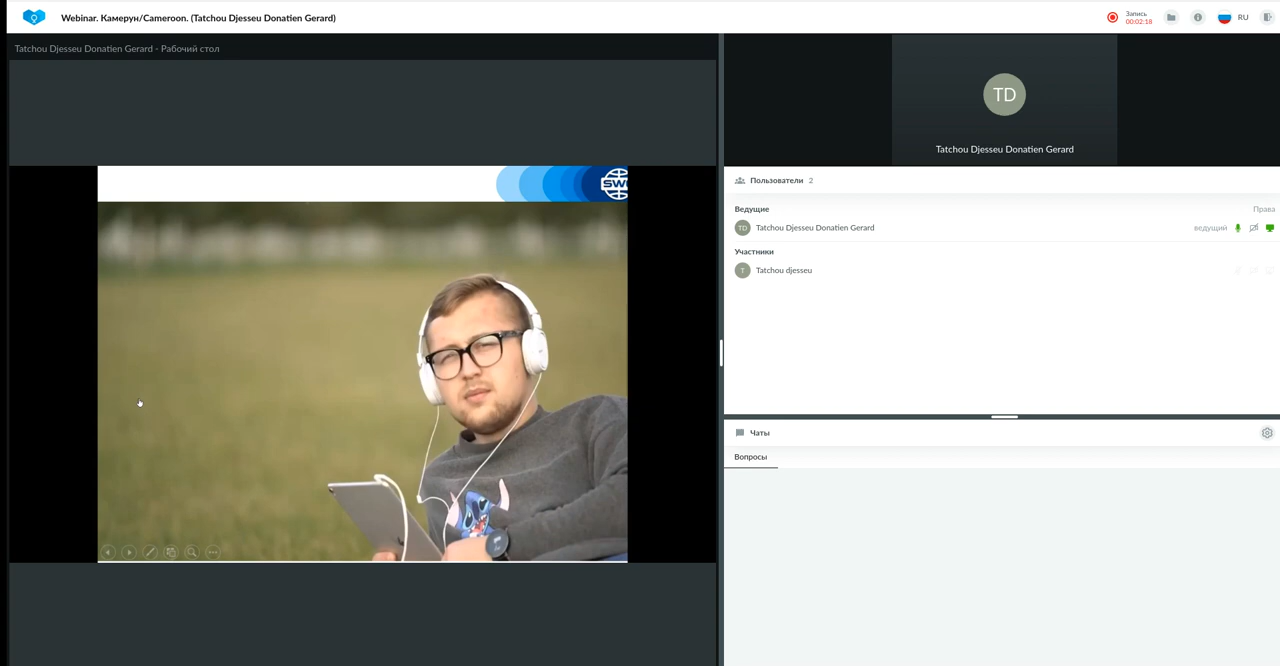 Webinar. Камерун/Cameroon. (Tatchou Djesseu Donatien Gerard)
Запись
00:02:18
RU
Tatchou Djesseu Donatien Gerard - Рабочий стол
TD
Tatchou Djesseu Donatien Gerard
Пользователи 2
Ведущие Права
TD Tatchou Djesseu Donatien Gerard ведущий
Участники
T Tatchou djesseu
Чаты
Вопросы